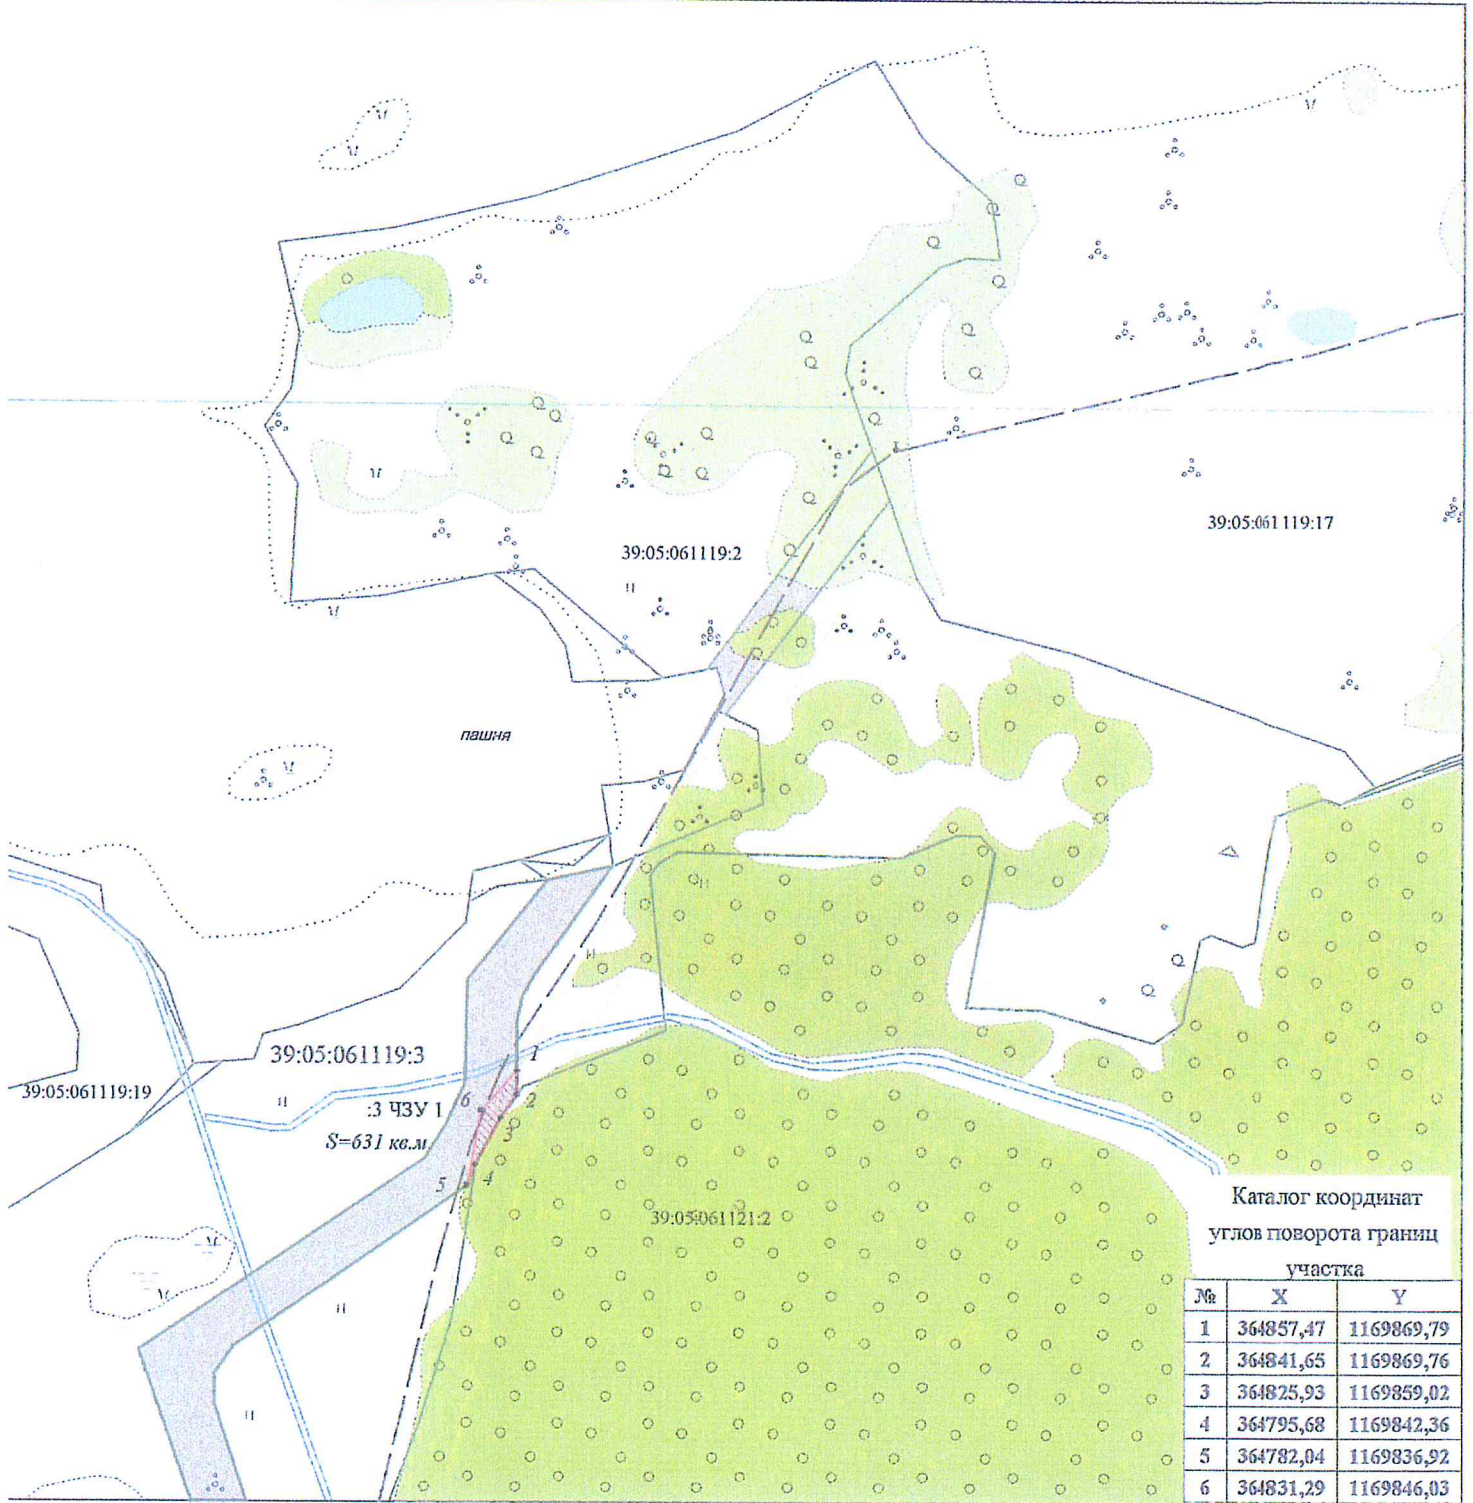 39:05:061119:17
39:05:061119:2
пашня
39:05:061119:3
39:05:061119:19
:3 ЧЗУ 1
S=631 кв.м
1
2
3
4
5
6
39:05:061121:2
Каталог координат
углов поворота границ
участка
№ X Y
1 364857,47 1169869,79
2 364841,65 1169869,76
3 364825,93 1169859,02
4 364795,68 1169842,36
5 364782,04 1169836,92
6 364831,29 1169846,03